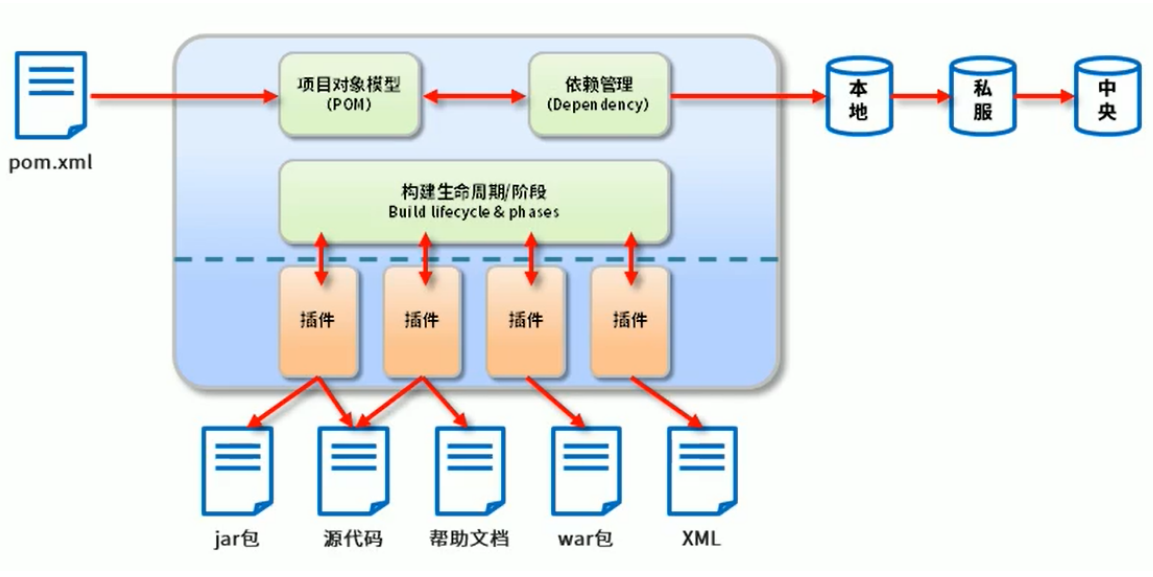 pom.xml
项目对象模型
(POM)
依赖管理
(Dependency)
本
地
私
服
中
央
构建生命周期/阶段
Build lifecycle & phases
插件
插件
插件
插件
jar包
源代码
帮助文档
war包
XML